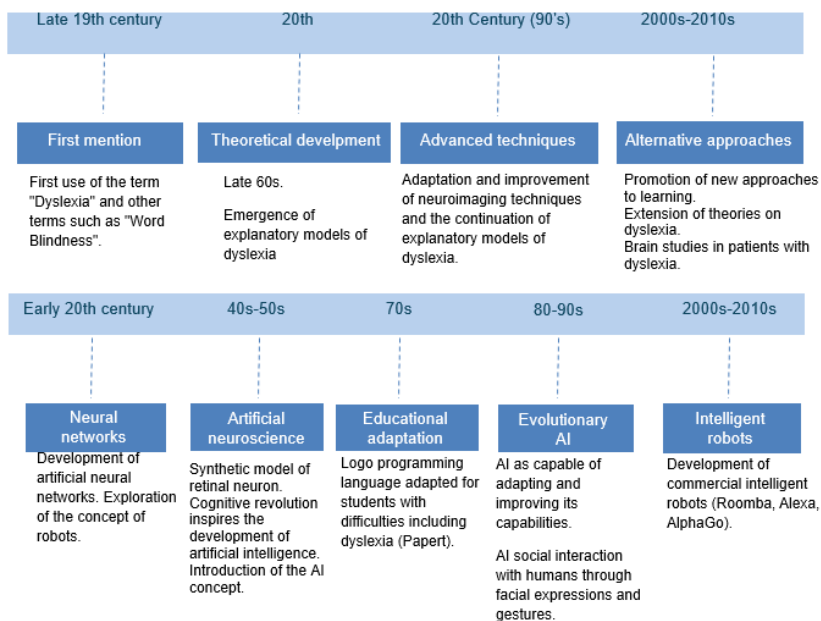 Late 19th century
20th
20th Century (90's)
2000s-2010s
First mention
Theoretical develpment
Advanced techniques
Alternative approaches
First use of the term
"Dyslexia" and other
terms such as "Word
Blindness".
Late 60s.
Emergence of
explanatory models of
dyslexia
Adaptation and improvement
of neuroimaging techniques
and the continuation of
explanatory models of
dyslexia.
Promotion of new approaches
to learning.
Extension of theories on
dyslexia.
Brain studies in patients with
dyslexia.
Early 20th century
40s-50s
70s
80-90s
2000s-2010s
Neural
networks
Artificial
neuroscience
Educational
adaptation
Evolutionary
AI
Intelligent
robots
Development of
artificial neural
networks. Exploration
of the concept of
robots.
Synthetic model of
retinal neuron.
Cognitive revolution
inspires the
development of
artificial intelligence.
Introduction of the AI
concept.
Logo programming
language adapted for
students with
difficulties including
dyslexia (Papert).
AI as capable of
adapting and
improving its
capabilities.
AI social interaction
with humans through
facial expressions and
gestures.
Development of
commercial intelligent
robots (Roomba, Alexa,
AlphaGo).